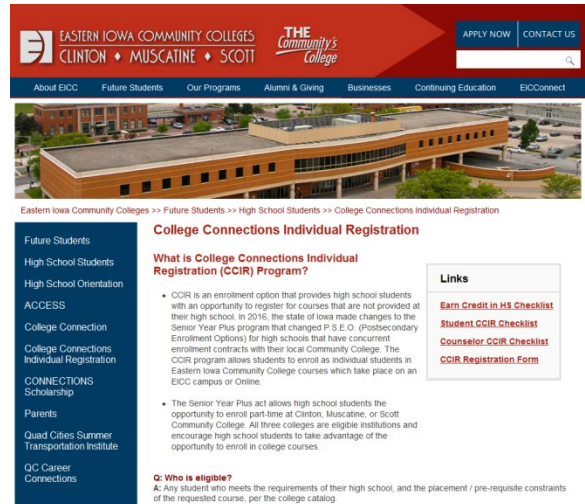 EASTERN IOWA COMMUNITY COLLEGES
CLINTON ♦ MUSCATINE ♦ SCOTT
THE
Community's
College
APPLY NOW
CONTACT US
About EICC
Future Students
Our Programs
Alumni & Giving
Businesses
Continuing Education
EICConnect
Eastern Iowa Community Colleges >> Future Students >> High School Students >> College Connections Individual Registration
Future Students
High School Students
High School Orientation
ACCESS
College Connection
College Connections
Individual Registration
CONNECTIONS
Scholarship
Parents
Quad Cities Summer
Transportation Institute
QC Career
Connections
College Connections Individual Registration
What is College Connections Individual
Registration (CCIR) Program?
• CCIR is an enrollment option that provides high school students
with an opportunity to register for courses that are not provided at
their high school. In 2016, the state of Iowa made changes to the
Senior Year Plus program that changed P.S.E.O. (Postsecondary
Enrollment Options) for high schools that have concurrent
enrollment contracts with their local Community College. The
CCIR program allows students to enroll as individual students in
Eastern Iowa Community College courses which take place on an
EICC campus or Online.
• The Senior Year Plus act allows high school students the
opportunity to enroll part-time at Clinton, Muscatine, or Scott
Community College. All three colleges are eligible institutions and
encourage high school students to take advantage of the
opportunity to enroll in college courses.
Links
Earn Credit in HS Checklist
Student CCIR Checklist
Counselor CCIR Checklist
CCIR Registration Form
Q: Who is eligible?
A: Any student who meets the requirements of their high school, and the placement / pre-requisite constraints
of the requested course, per the college catalog.